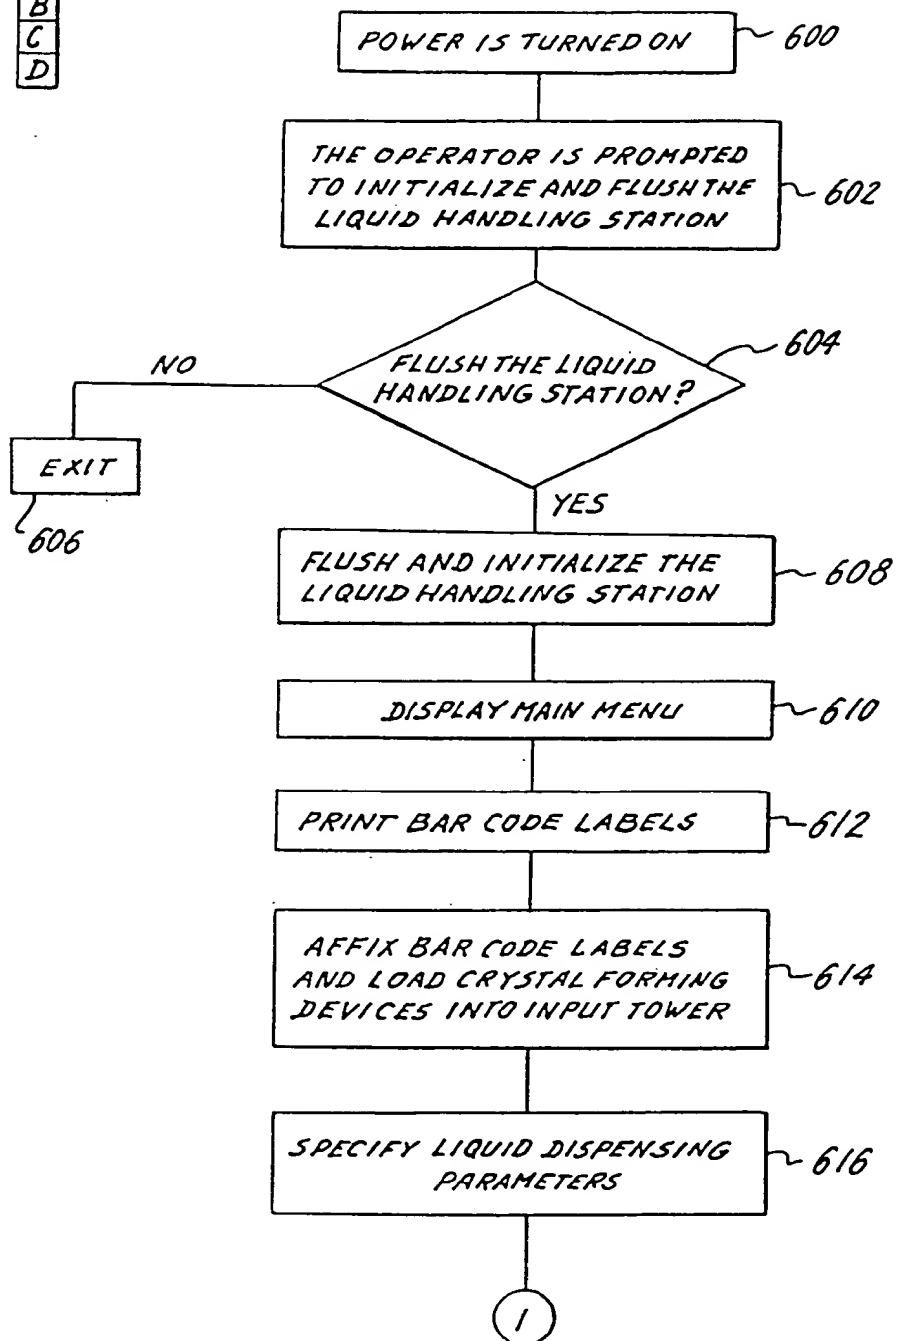 B
C
D
POWER IS TURNED ON
600
THE OPERATOR IS PROMPTED
TO INITIALIZE AND FLUSH THE
LIQUID HANDLING STATION
602
FLUSH THE LIQUID
HANDLING STATION?
604
NO
EXIT
606
YES
FLUSH AND INITIALIZE THE
LIQUID HANDLING STATION
608
DISPLAY MAIN MENU
610
PRINT BAR CODE LABELS
612
AFFIX BAR CODE LABELS
AND LOAD CRYSTAL FORMING
DEVICES INTO INPUT TOWER
614
SPECIFY LIQUID DISPENSING
PARAMETERS
616
1